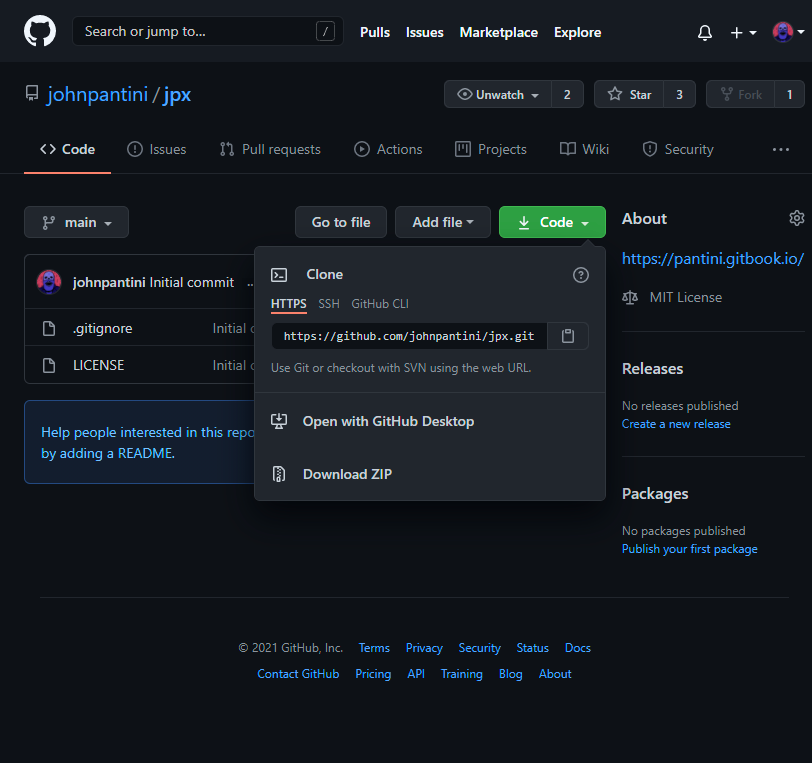 Search or jump to... /
Pulls Issues Marketplace Explore
johnpantini / jpx
Unwatch 2 Star 3 Fork 1
Code Issues Pull requests Actions Projects Wiki Security ...
main Go to file Add file Code
johnpantini Initial commit ...
.gitignore Initial
LICENSE Initial
Help people interested in this repo
by adding a README.
Clone
HTTPS SSH GitHub CLI
https://github.com/johnpantini/jpx.git
Use Git or checkout with SVN using the web URL.
Open with GitHub Desktop
Download ZIP
About
https://pantini.gitbook.io/
MIT License
Releases
No releases published
Create a new release
Packages
No packages published
Publish your first package
© 2021 GitHub, Inc. Terms Privacy Security Status Docs
Contact GitHub Pricing API Training Blog About